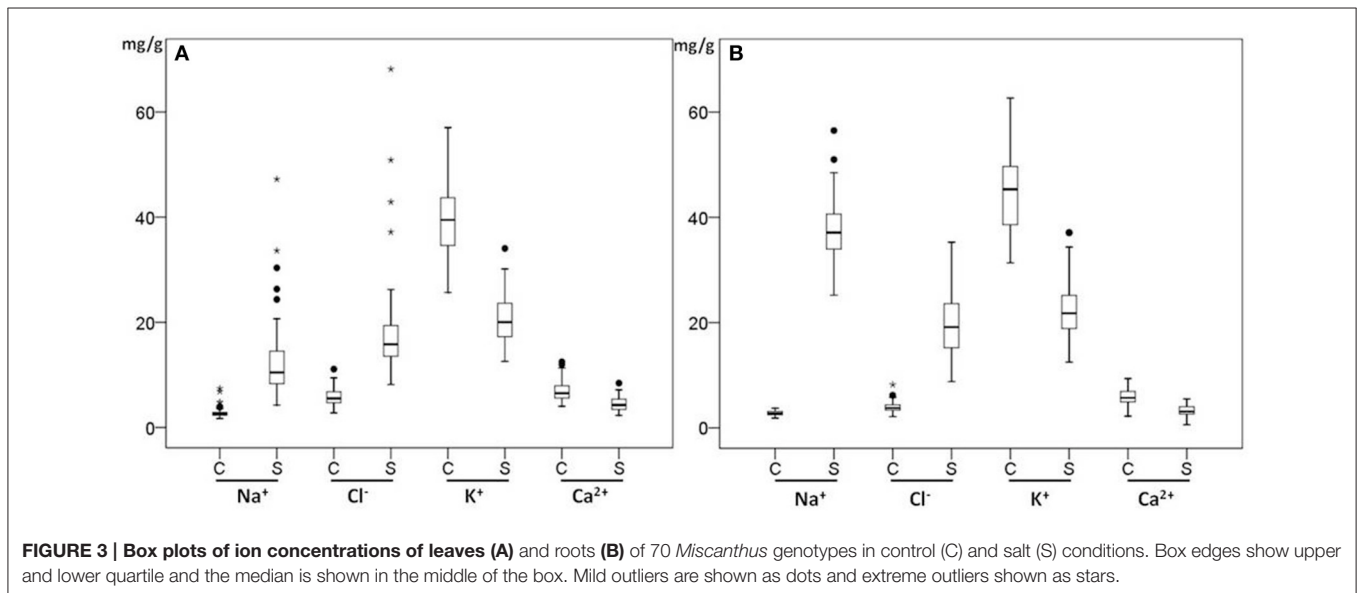 mg/g
A
60
40
20
0
C S C S C S C S
Na⁺ Cl⁻ K⁺ Ca²⁺
mg/g
B
60
40
20
0
C S C S C S C S
Na⁺ Cl⁻ K⁺ Ca²⁺
FIGURE 3 | Box plots of ion concentrations of leaves (A) and roots (B) of 70 Miscanthus genotypes in control (C) and salt (S) conditions. Box edges show upper
and lower quartile and the median is shown in the middle of the box. Mild outliers are shown as dots and extreme outliers shown as stars.